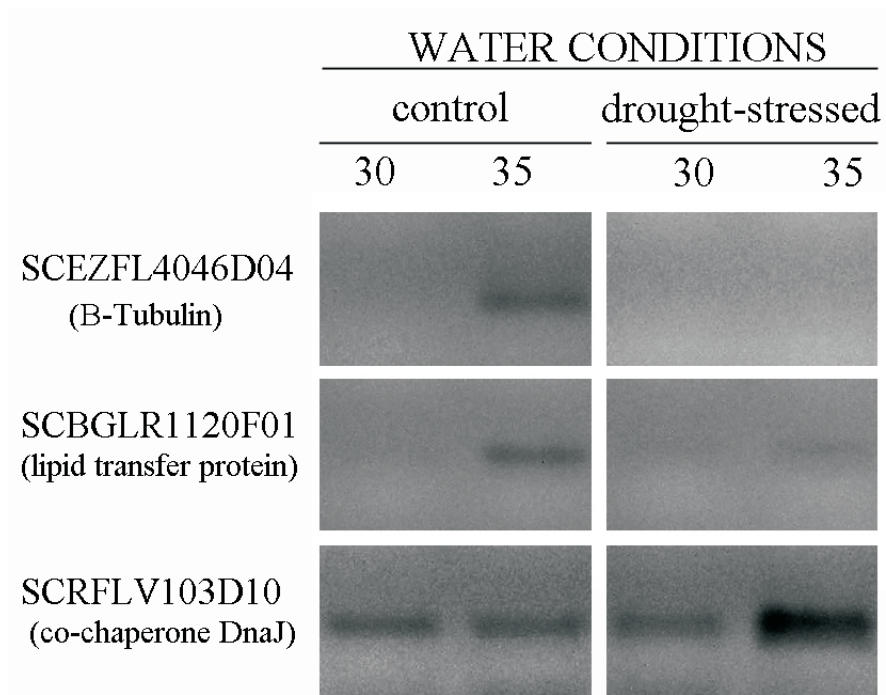 WATER CONDITIONS
control drought-stressed
30 35 30 35
SCEZFL4046D04
(B-Tubulin)
SCBGLR1120F01
(lipid transfer protein)
SCRFLV103D10
(co-chaperone DnaJ)